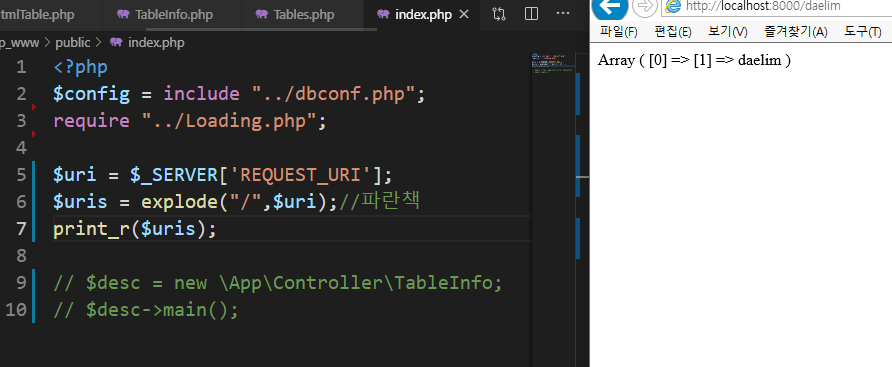 tmlTable.php TableInfo.php Tables.php index.php
p_www > public > index.php
1 <?php
2 $config = include "../dbconf.php";
3 require "../Loading.php";
4
5 $uri = $_SERVER['REQUEST_URI'];
6 $uris = explode("/",$uri);//파란책
7 print_r($uris);
8
9 // $desc = new \App\Controller\TableInfo;
10 // $desc->main();
http://localhost:8000/daelim
파일(F) 편집(E) 보기(V) 즐겨찾기(A) 도구(T)
Array ( [0] => [1] => daelim )